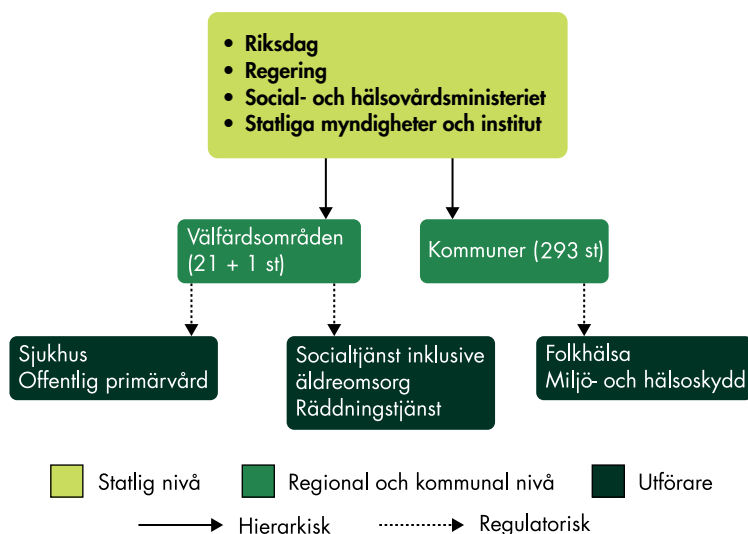 • Riksdag
• Regering
• Social- och hälsovårdsministeriet
• Statliga myndigheter och institut
Välfärdsområden
(21 + 1 st)
Kommuner (293 st)
Sjukhus
Offentlig primärvård
Socialtjänst inklusive
äldreomsorg
Räddningstjänst
Folkhälsa
Miljö- och hälsoskydd
Statlig nivå
Regional och kommunal nivå
Utförare
Hierarkisk
Regulatorisk